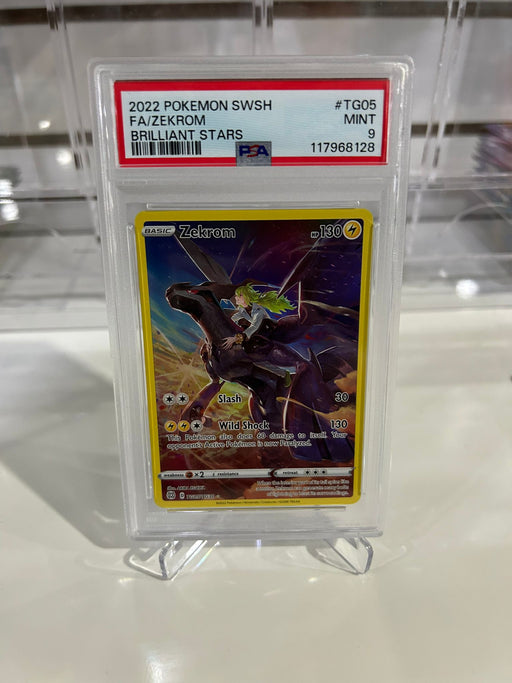 2022 POKEMON SWSH #TG05
FA/ZEKROM MINT
BRILLIANT STARS 9
PSA 117968128
BASIC Zekrom HP 130
Slash 30
Wild Shock 130
This Pokémon also does 60 damage to itself. Your
opponent's Active Pokémon is now Paralyzed.
weakness ×2 resistance retreat